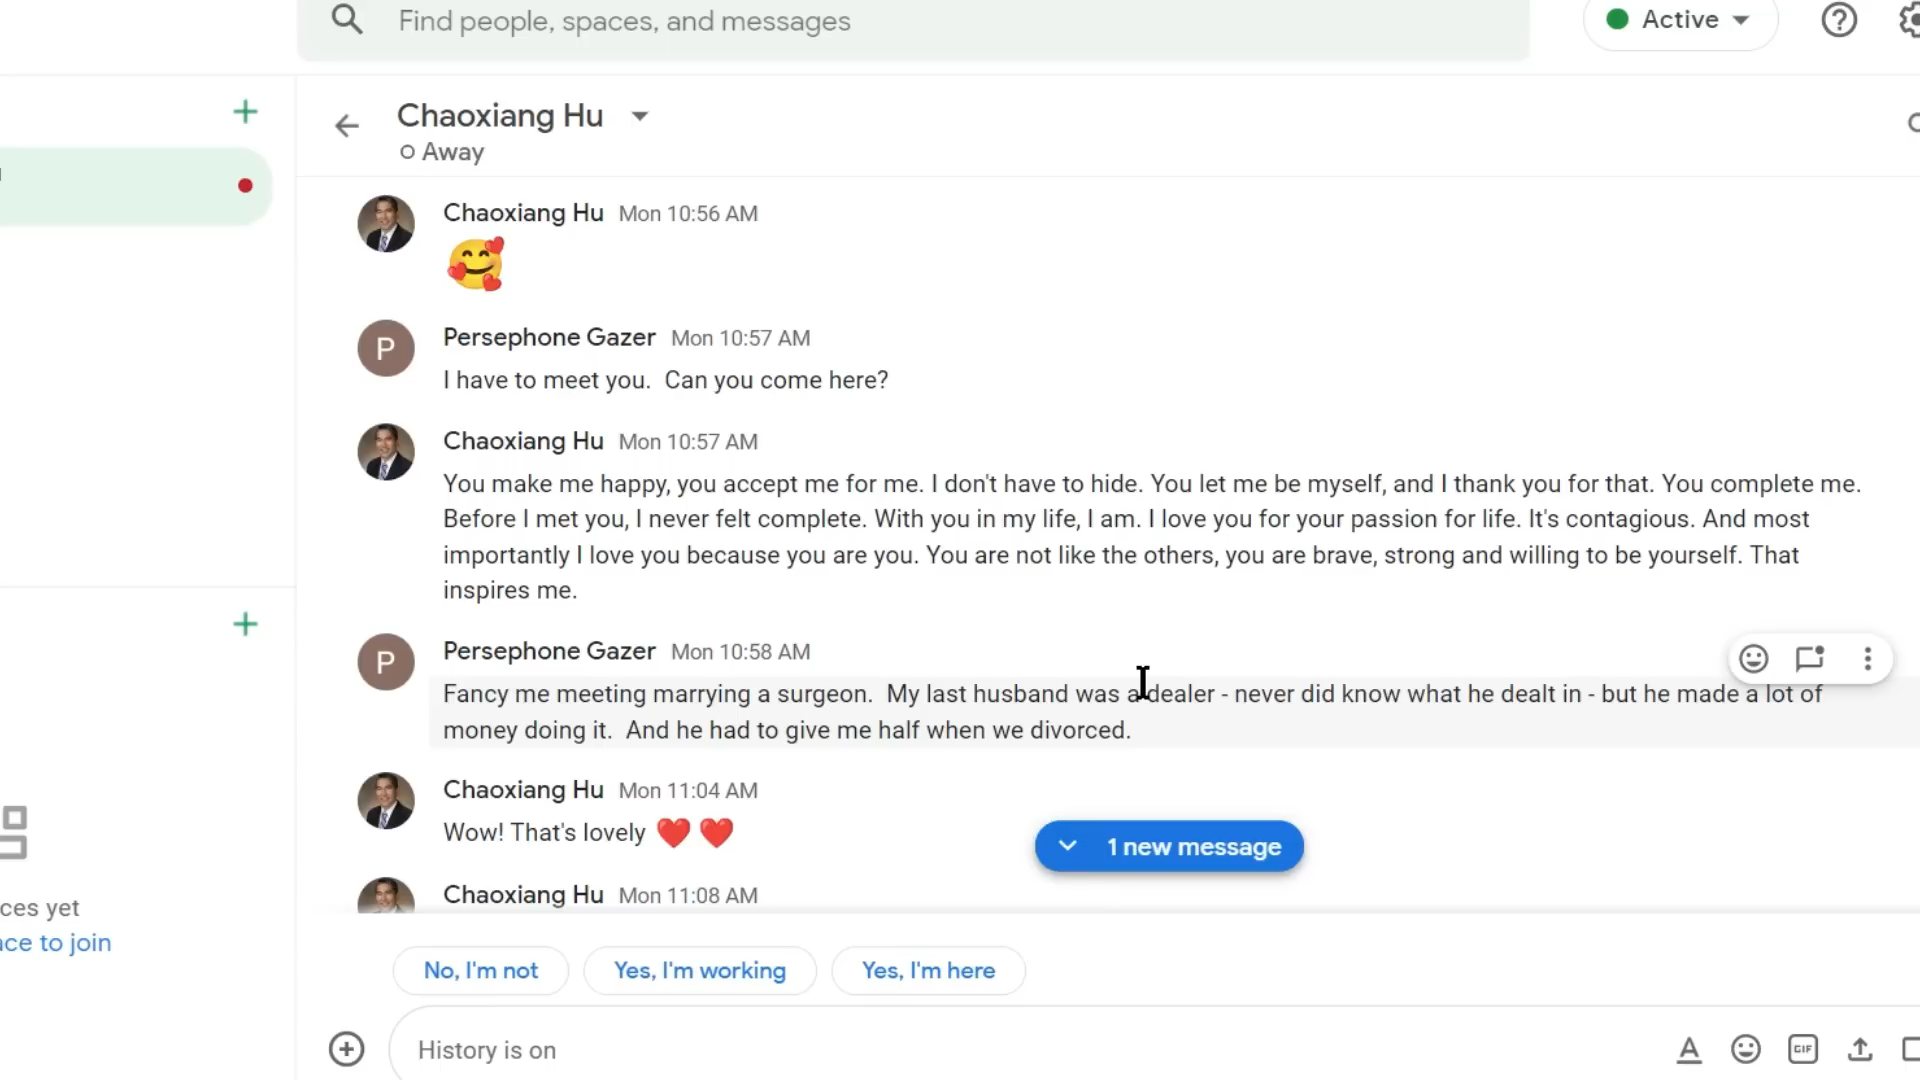 Find people, spaces, and messages
Active
Chaoxiang Hu
Away
Chaoxiang Hu Mon 10:56 AM
P
Persephone Gazer Mon 10:57 AM
I have to meet you. Can you come here?
Chaoxiang Hu Mon 10:57 AM
You make me happy, you accept me for me. I don't have to hide. You let me be myself, and I thank you for that. You complete me.
Before I met you, I never felt complete. With you in my life, I am. I love you for your passion for life. It's contagious. And most
importantly I love you because you are you. You are not like the others, you are brave, strong and willing to be yourself. That
inspires me.
P
Persephone Gazer Mon 10:58 AM
Fancy me meeting marrying a surgeon. My last husband was a dealer - never did know what he dealt in - but he made a lot of
money doing it. And he had to give me half when we divorced.
Chaoxiang Hu Mon 11:04 AM
Wow! That's lovely ❤️ ❤️
1 new message
Chaoxiang Hu Mon 11:08 AM
ces yet
ace to join
No, I'm not
Yes, I'm working
Yes, I'm here
History is on
A
GIF